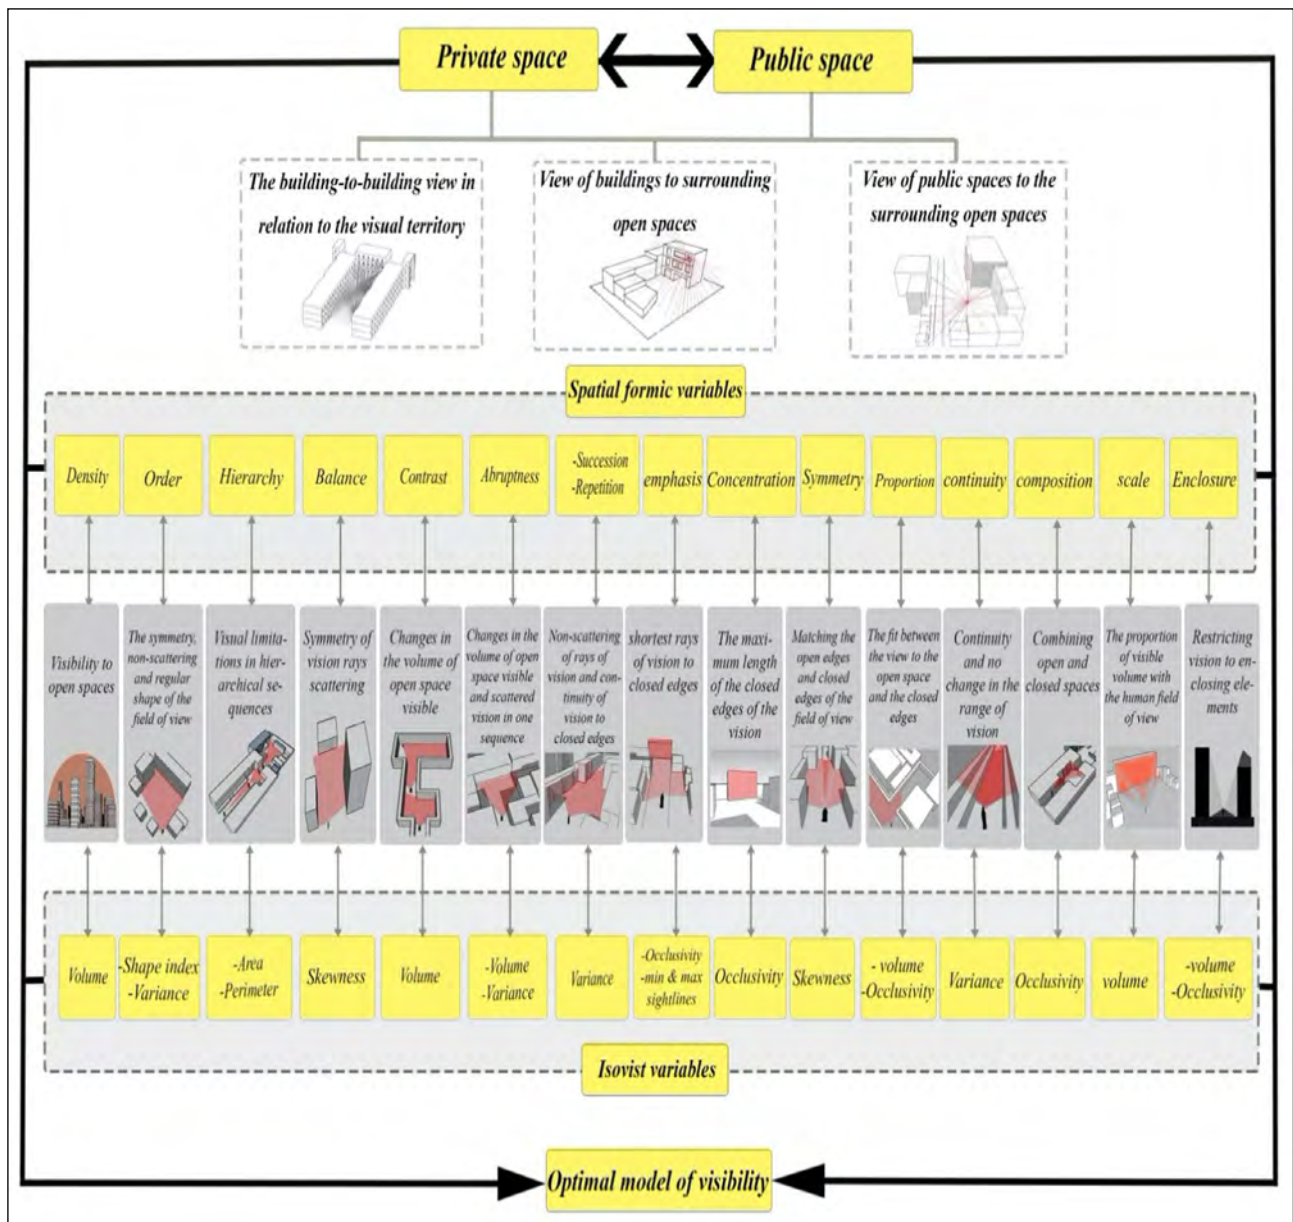 Private space
Public space
The building-to-building view in
relation to the visual territory
View of buildings to surrounding
open spaces
View of public spaces to the
surrounding open spaces
Spatial formic variables
Density
Order
Hierarchy
Balance
Contrast
Abruptness
-Succession
-Repetition
emphasis
Concentration
Symmetry
Proportion
continuity
composition
scale
Enclosure
Visibility to
open spaces
The symmetry,
non-scattering
and regular
shape of the
field of view
Visual limita-
tions in hier-
archical se-
quences
Symmetry of
vision rays
scattering
Changes in
the volume of
open space
visible
Changes in the
volume of open
space visible
and scattered
vision in one
sequence
Non-scattering
of rays of
vision and con-
tinuity of
vision to
closed edges
shortest rays
of vision to
closed edges
The maxi-
mum length
of the closed
edges of the
vision
Matching the
open edges
and closed
edges of the
field of view
The fit between
the view to the
open space
and the closed
edges
Continuity
and no
change in the
range of
vision
Combining
open and
closed spaces
The proportion
of visible
volume with
the human field
of view
Restricting
vision to en-
closing ele-
ments
Volume
-Shape index
-Variance
-Area
-Perimeter
Skewness
Volume
-Volume
-Variance
Variance
-Occlusivity
-min & max
sightlines
Occlusivity
Skewness
- volume
-Occlusivity
Variance
Occlusivity
volume
-volume
-Occlusivity
Isovist variables
Optimal model of visibility